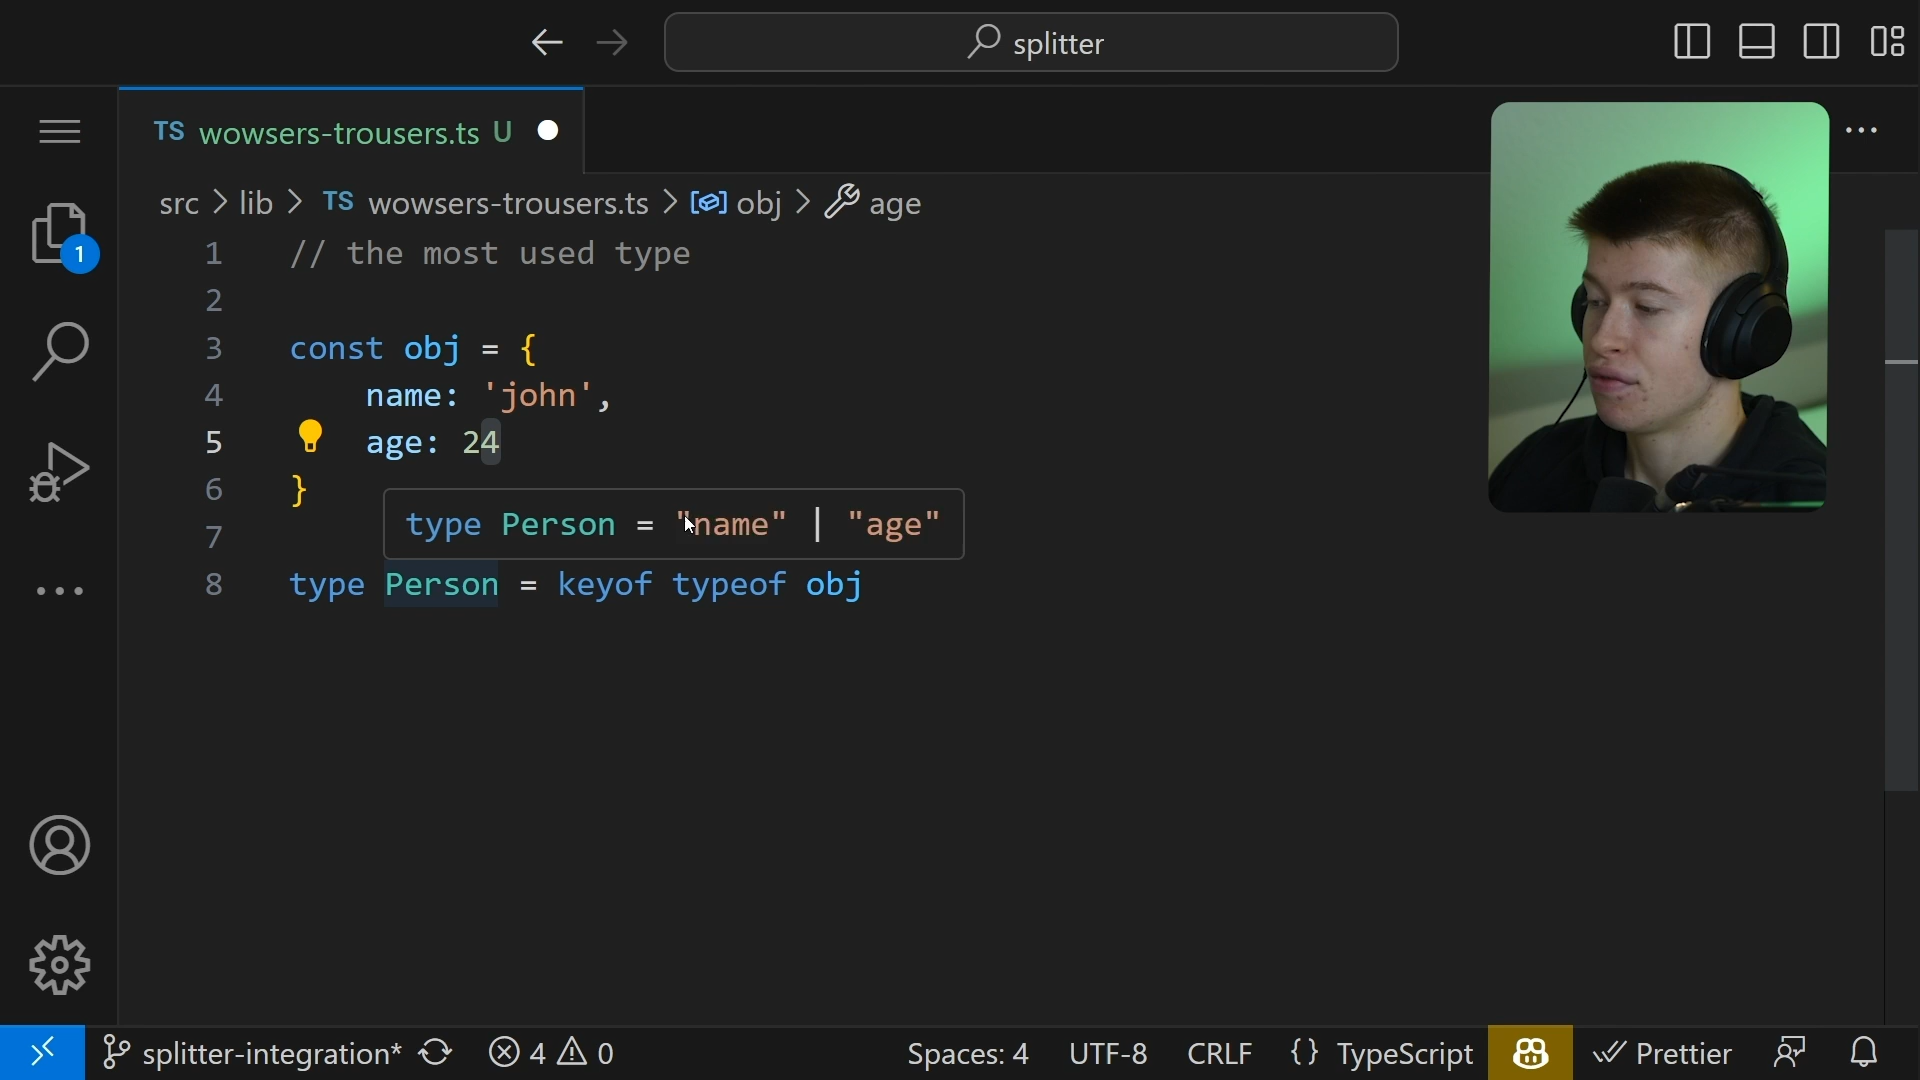 splitter
TS wowsers-trousers.ts U
src > lib > TS wowsers-trousers.ts > obj > age
1 // the most used type
2
3 const obj = {
4 name: 'john',
5 age: 24
6 }
type Person = "name" | "age"
7
8 type Person = keyof typeof obj
1
splitter-integration* 4 0 Spaces: 4 UTF-8 CRLF {} TypeScript Prettier